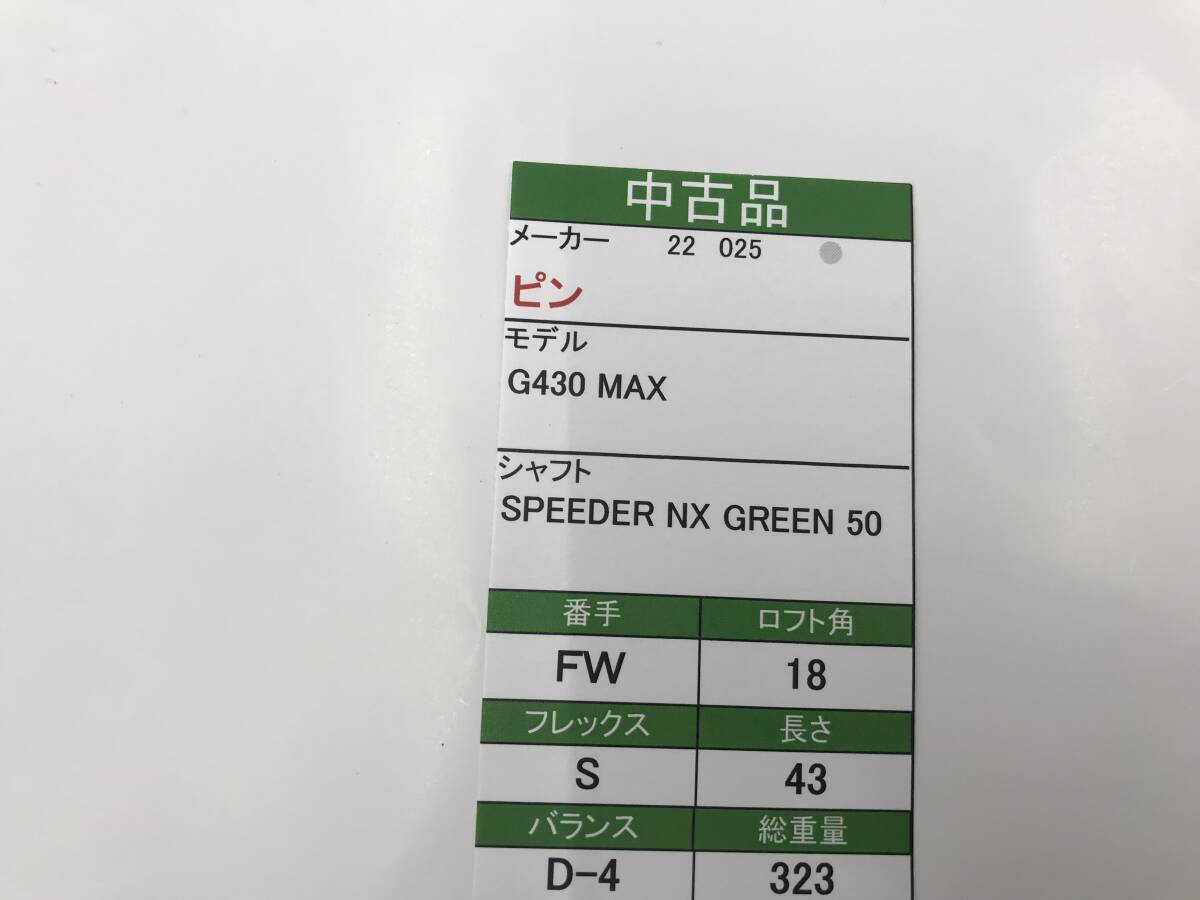 中古品
メーカー 22 025
ピン
モデル
G430 MAX
シャフト
SPEEDER NX GREEN 50
番手 ロフト角
FW 18
フレックス 長さ
S 43
バランス 総重量
D-4 323